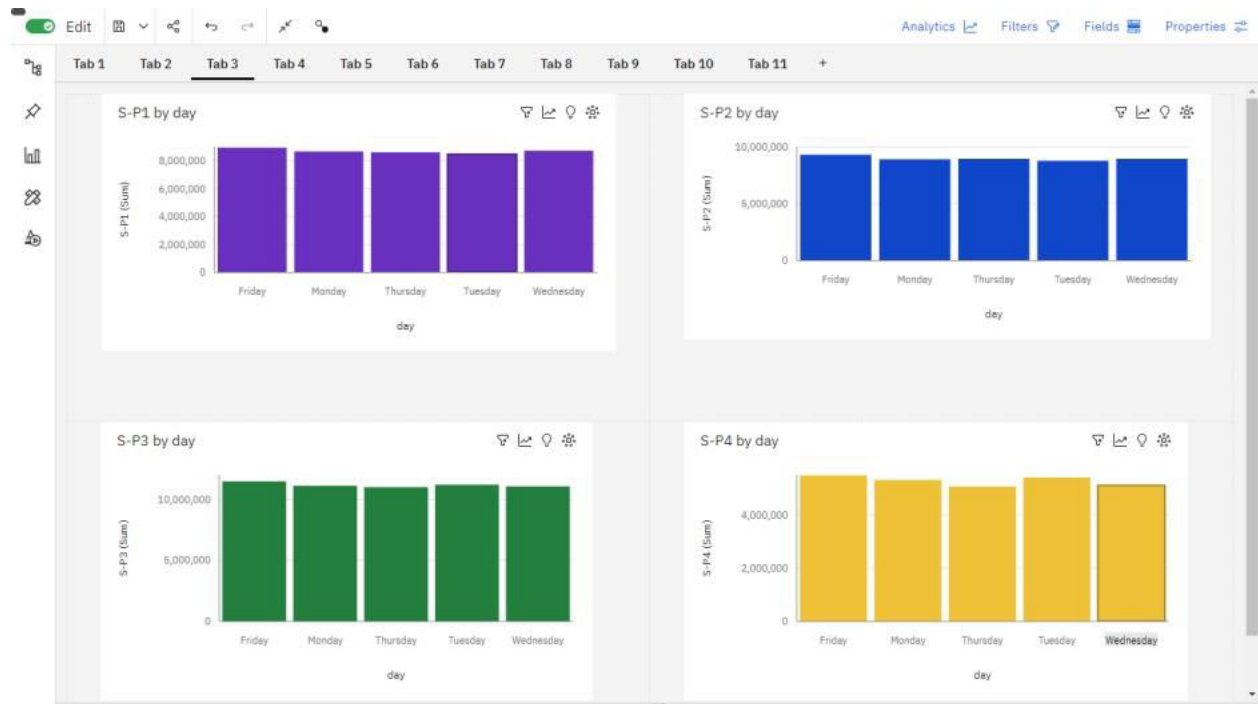 Edit Analytics Filters Fields Properties
Tab 1 Tab 2 Tab 3 Tab 4 Tab 5 Tab 6 Tab 7 Tab 8 Tab 9 Tab 10 Tab 11 +
S-P1 by day
8,000,000
6,000,000
4,000,000
2,000,000
0
S-P1 (Sum)
Friday Monday Thursday Tuesday Wednesday
day
S-P2 by day
10,000,000
5,000,000
0
S-P2 (Sum)
Friday Monday Thursday Tuesday Wednesday
day
S-P3 by day
10,000,000
5,000,000
0
S-P3 (Sum)
Friday Monday Thursday Tuesday Wednesday
day
S-P4 by day
4,000,000
2,000,000
0
S-P4 (Sum)
Friday Monday Thursday Tuesday Wednesday
day